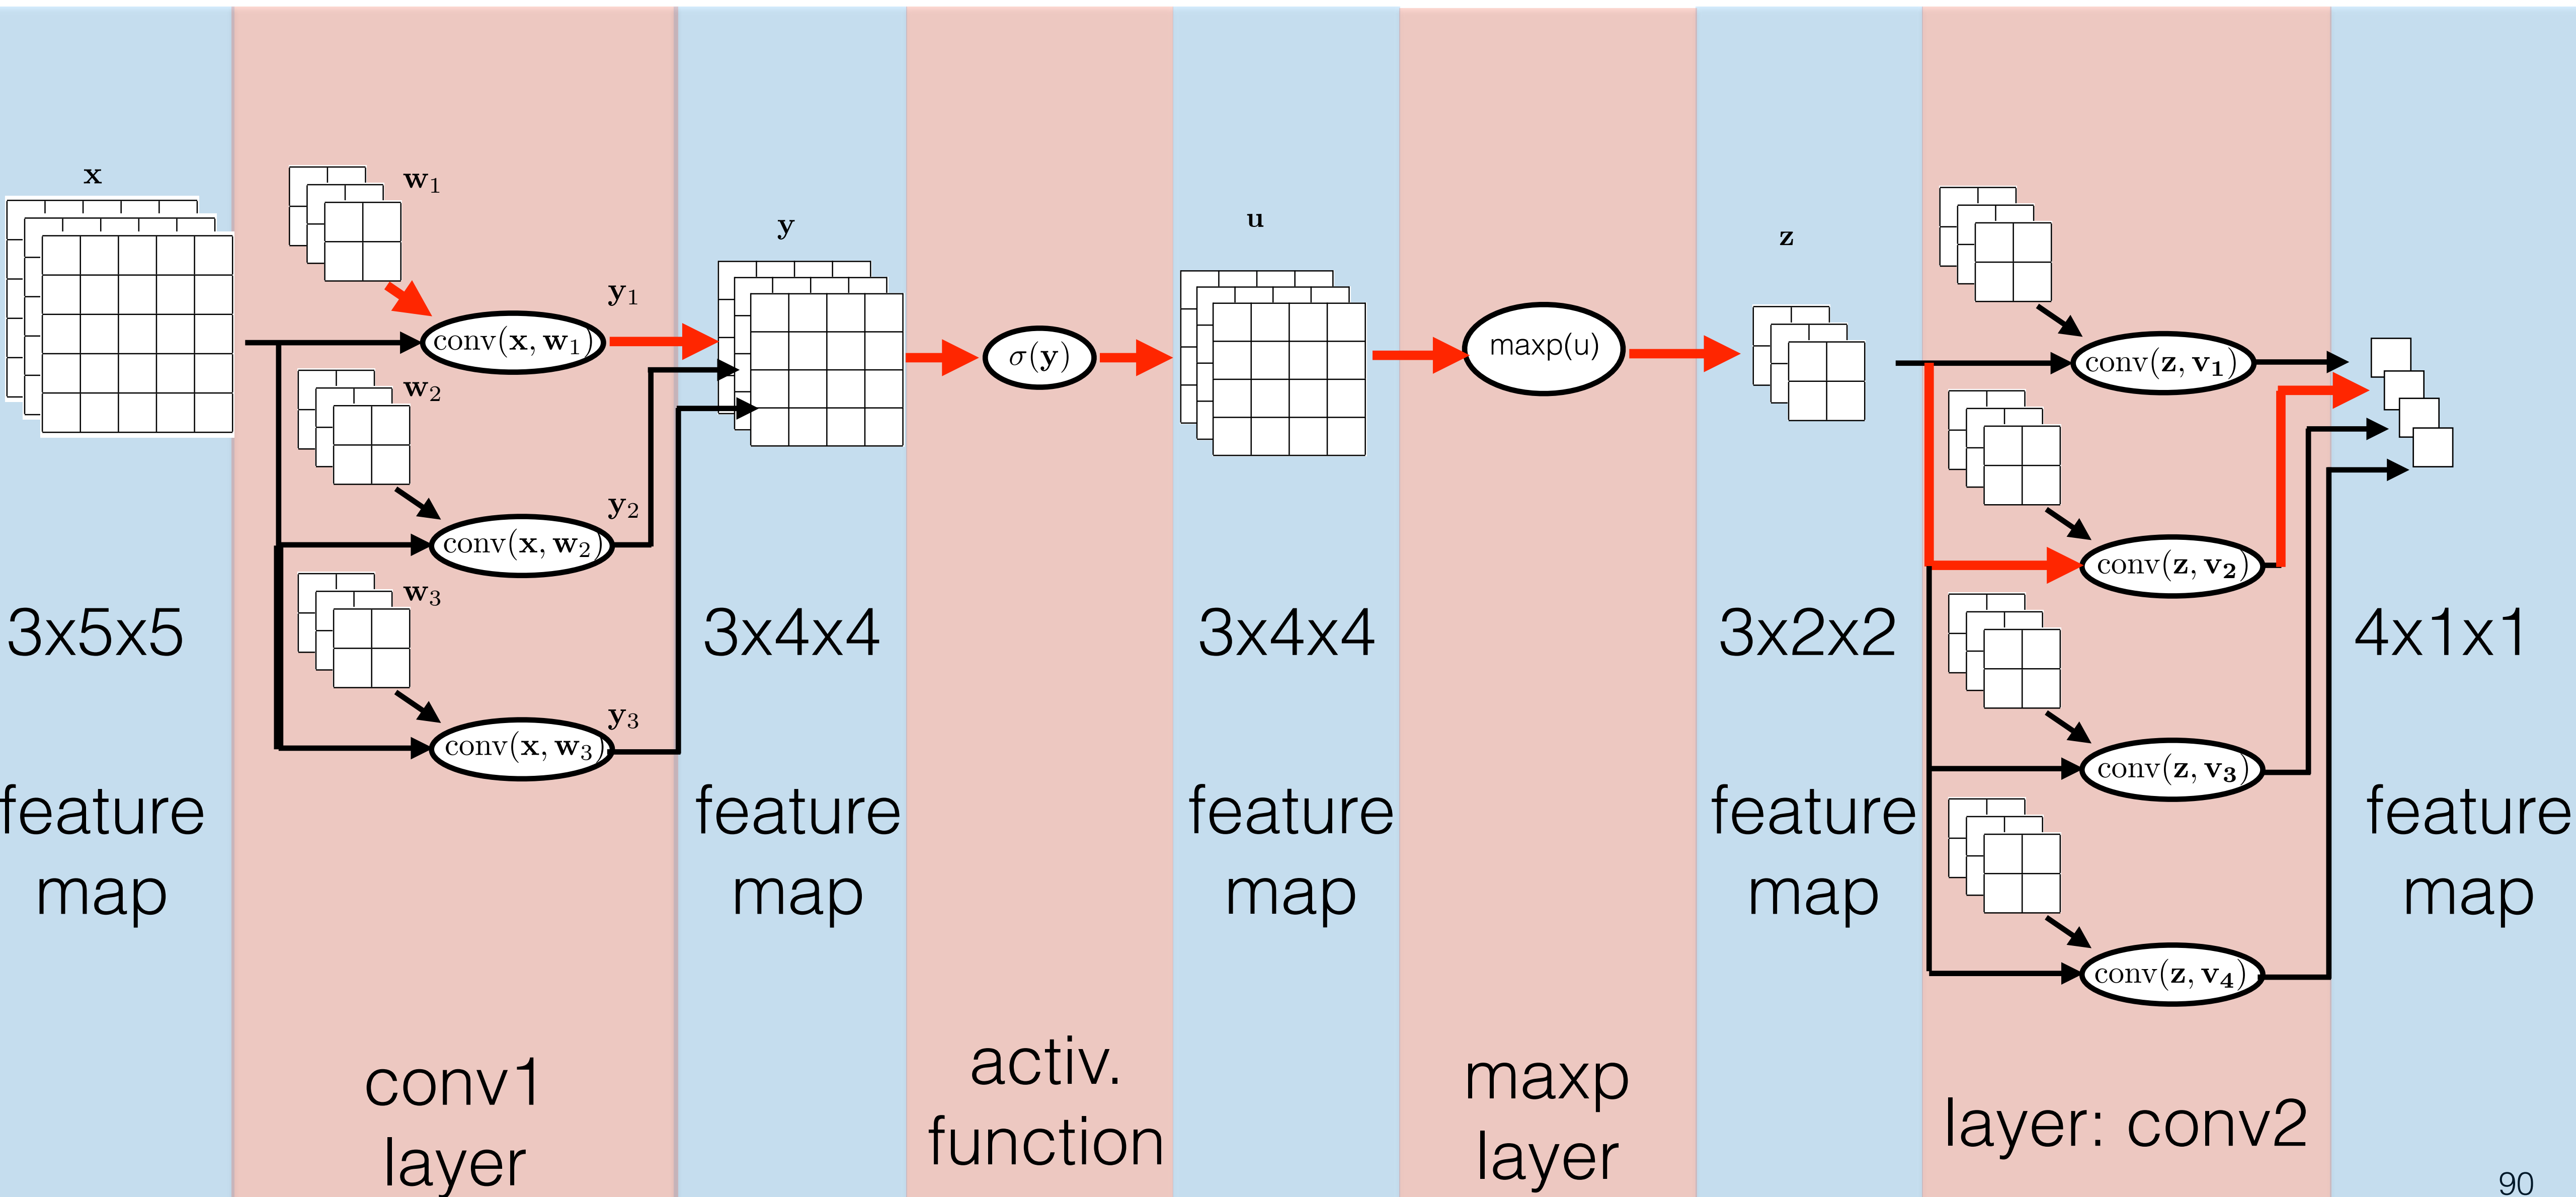 x
w₁
y₁
conv(x, w₁)
w₂
y₂
conv(x, w₂)
w₃
y₃
conv(x, w₃)
y
σ(y)
u
maxp(u)
z
conv(z, v₁)
conv(z, v₂)
conv(z, v₃)
conv(z, v₄)
3x5x5
3x4x4
3x4x4
3x2x2
4x1x1
feature
map
feature
map
feature
map
feature
map
feature
map
conv1
layer
activ.
function
maxp
layer
layer: conv2
90